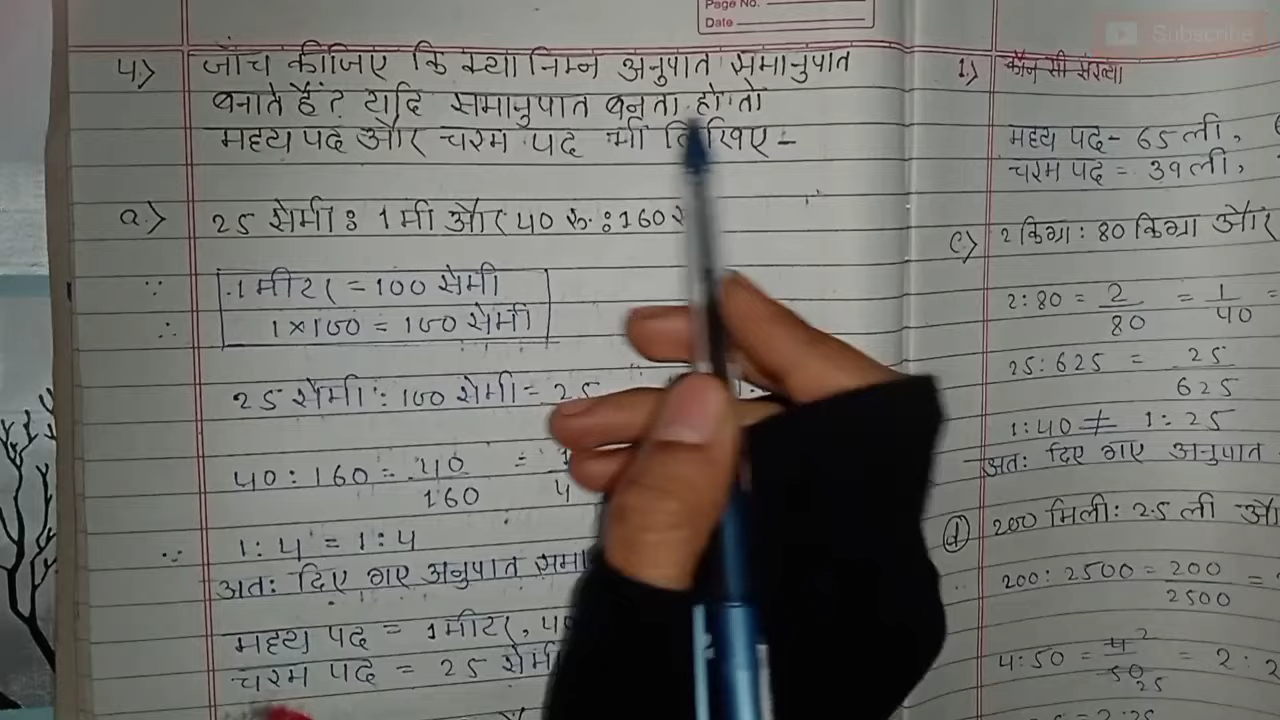 Page No.
Date
Subscribe
4) जाँच कीजिए कि क्या निम्न अनुपात समानुपात
बनाते हैं? यदि समानुपात बनता हो तो
मध्य पद और चरम पद भी लिखिए -
a) 25 सेमी : 1 मी और 40 रु. : 160
∵ 1 मीटर = 100 सेमी
∴ 1×100 = 100 सेमी
25 सेमी : 100 सेमी = 25
40 : 160 = 40/160 = 1/4
∵ 1:4 = 1:4
अतः दिए गए अनुपात
मध्य पद = 1 मीटर,
चरम पद = 25 सेमी
1) कौन सी संख्या
मध्य पद - 65 ली,
चरम पद = 39 ली,
c) 2 किग्रा : 80 किग्रा और
2:80 = 2/80 = 1/40 =
25:625 = 25/625
1:40 ≠ 1:25
अतः दिए गए अनुपात
d) 200 मिली : 2.5 ली
200 : 2500 = 200/2500 =
4:50 = 4/50 2 25 = 2 :